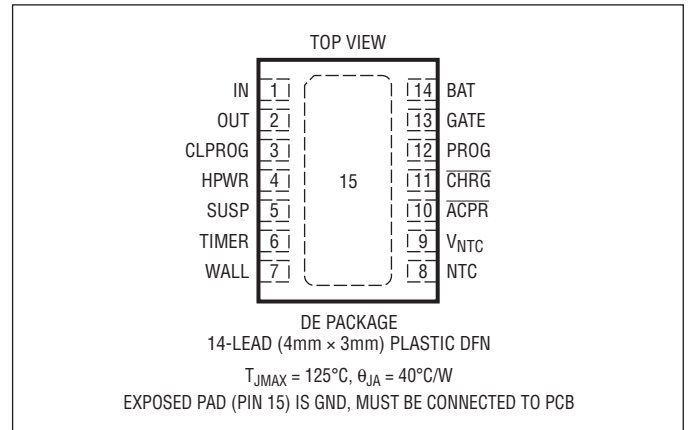 TOP VIEW
IN 1 14 BAT
OUT 2 13 GATE
CLPROG 3 12 PROG
HPWR 4 15 11 CHRG
SUSP 5 10 ACPR
TIMER 6 9 VNTC
WALL 7 8 NTC
DE PACKAGE
14-LEAD (4mm × 3mm) PLASTIC DFN
TJMAX = 125°C, θJA = 40°C/W
EXPOSED PAD (PIN 15) IS GND, MUST BE CONNECTED TO PCB